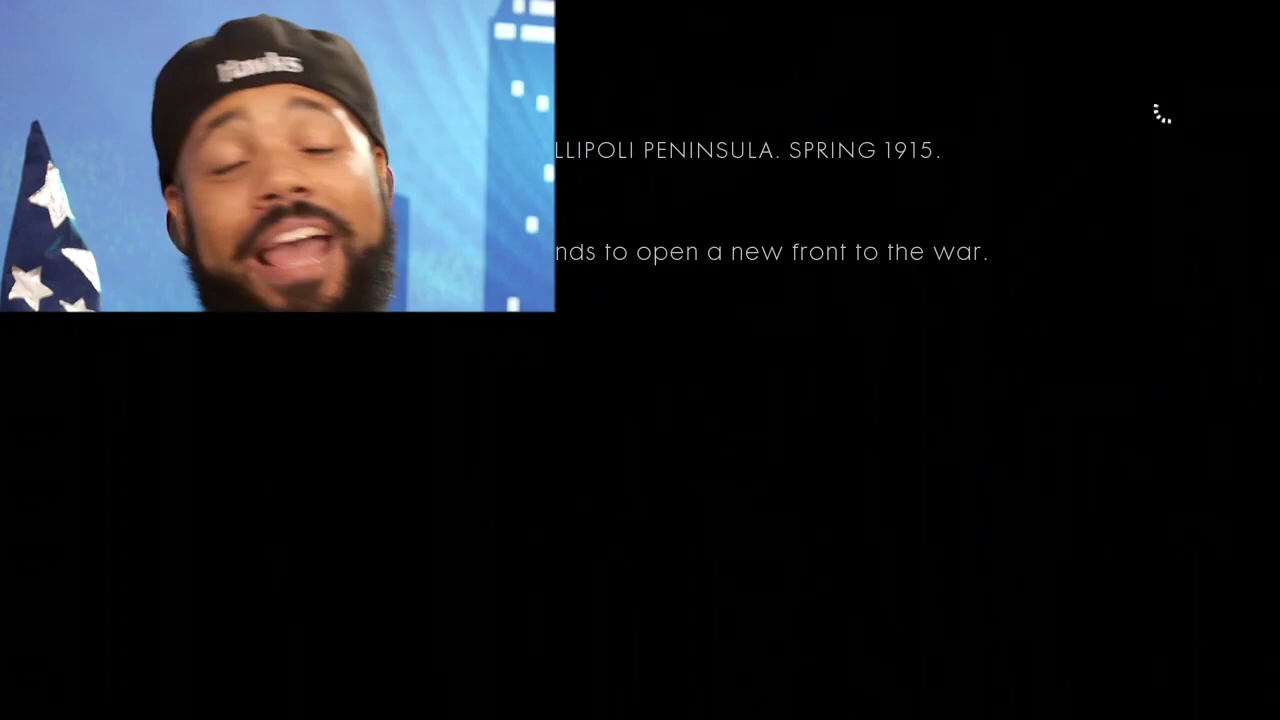 LLIPOLI PENINSULA. SPRING 1915.
nds to open a new front to the war.